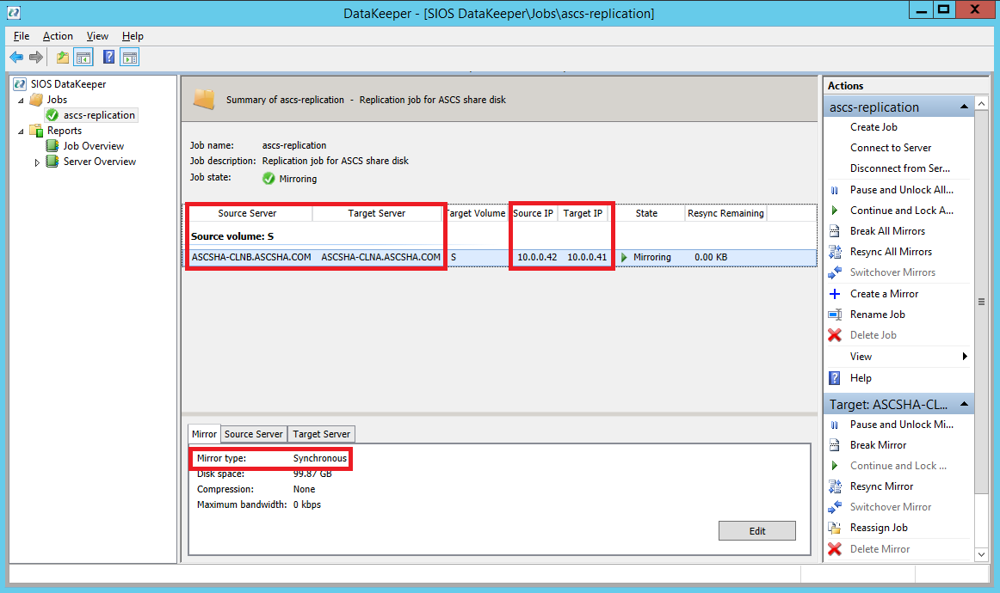 DataKeeper - [SIOS DataKeeper\Jobs\ascs-replication]
File Action View Help
SIOS DataKeeper
Jobs
ascs-replication
Reports
Job Overview
Server Overview
Summary of ascs-replication - Replication job for ASCS share disk
Job name: ascs-replication
Job description: Replication job for ASCS share disk
Job state: Mirroring
Source Server Target Server Target Volume Source IP Target IP State Resync Remaining
Source volume: S
ASCSHA-CLNB.ASCSHA.COM ASCSHA-CLNA.ASCSHA.COM S 10.0.0.42 10.0.0.41 Mirroring 0.00 KB
Mirror Source Server Target Server
Mirror type: Synchronous
Disk space: 99.87 GB
Compression: None
Maximum bandwidth: 0 kbps
Edit
Actions
ascs-replication
Create Job
Connect to Server
Disconnect from Ser...
Pause and Unlock All...
Continue and Lock A...
Break All Mirrors
Resync All Mirrors
Switchover Mirrors
Create a Mirror
Rename Job
Delete Job
View
Help
Target: ASCSHA-CL...
Pause and Unlock Mi...
Break Mirror
Continue and Lock ...
Resync Mirror
Switchover Mirror
Reassign Job
Delete Mirror